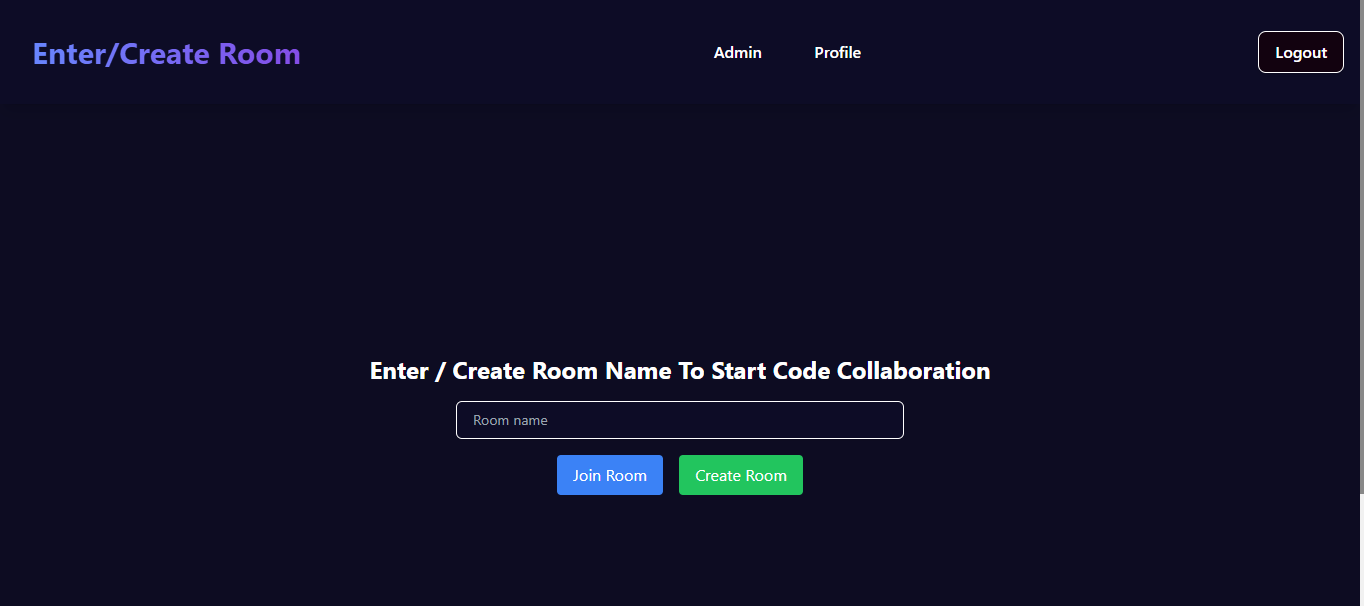 Enter/Create Room
Admin
Profile
Logout
Enter / Create Room Name To Start Code Collaboration
Room name
Join Room
Create Room